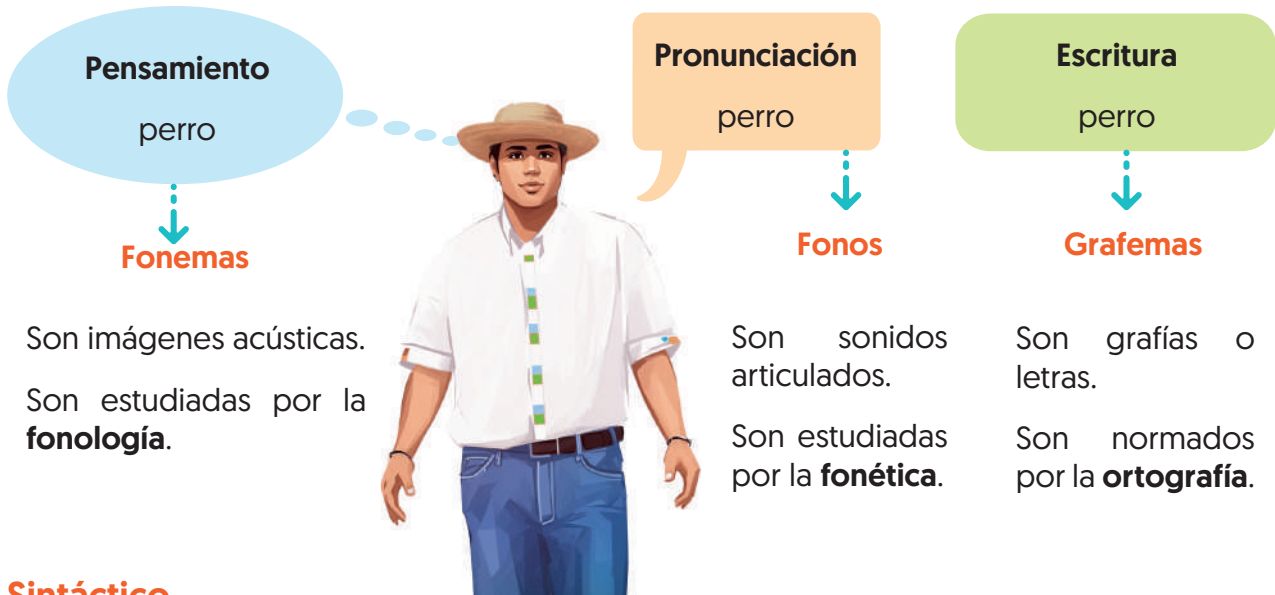 Pensamiento
perro
Pronunciación
perro
Escritura
perro
Fonemas
Fonos
Grafemas
Son imágenes acústicas.
Son estudiadas por la
fonología.
Son sonidos
articulados.
Son estudiadas
por la fonética.
Son grafías o
letras.
Son normados
por la ortografía.
Sintáctico